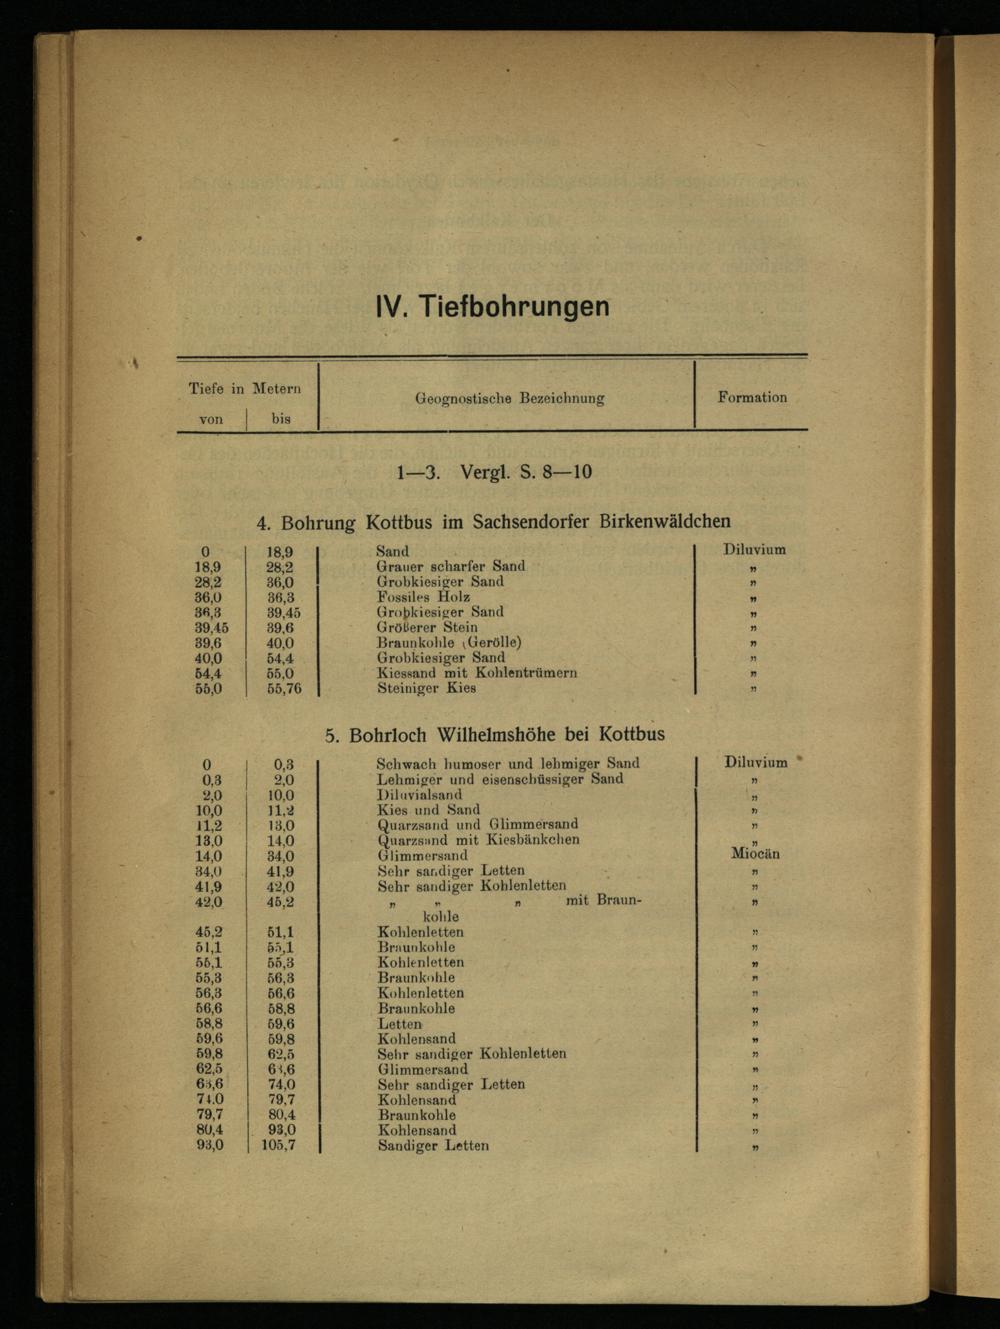 IV. Tiefbohrungen
Tiefe in Metern Geognostische Bezeichnung Formation
von bis
1—3. Vergl. S. 8—10
4. Bohrung Kottbus im Sachsendorfer Birkenwäldchen
0 18,9 Sand Diluvium
18,9 28,2 Grauer scharfer Sand „
28,2 36,0 Grobkiesiger Sand „
36,0 36,3 Fossiles Holz „
36,3 39,45 Grobkiesiger Sand „
39,45 39,6 Größerer Stein „
39,6 40,0 Braunkohle (Gerölle) „
40,0 54,4 Grobkiesiger Sand „
54,4 55,0 Kiessand mit Kohlentrümern „
55,0 55,76 Steiniger Kies „
5. Bohrloch Wilhelmshöhe bei Kottbus
0 0,3 Schwach humoser und lehmiger Sand Diluvium
0,3 2,0 Lehmiger und eisenschüssiger Sand „
2,0 10,0 Diluvialsand „
10,0 11,2 Kies und Sand „
11,2 13,0 Quarzsand und Glimmersand „
13,0 14,0 Quarzsand mit Kiesbänkchen „
14,0 34,0 Glimmersand Miocän
34,0 41,9 Sehr sandiger Letten „
41,9 42,0 Sehr sandiger Kohlenletten „
42,0 45,2 „ „ „ mit Braun- „
kohle
45,2 51,1 Kohlenletten „
51,1 55,1 Braunkohle „
55,1 55,3 Kohlenletten „
55,3 56,3 Braunkohle „
56,3 56,6 Kohlenletten „
56,6 58,8 Braunkohle „
58,8 59,6 Letten „
59,6 59,8 Kohlensand „
59,8 62,5 Sehr sandiger Kohlenletten „
62,5 63,6 Glimmersand „
63,6 74,0 Sehr sandiger Letten „
74.0 79,7 Kohlensand „
79,7 80,4 Braunkohle „
80,4 93,0 Kohlensand „
93,0 105,7 Sandiger Letten „